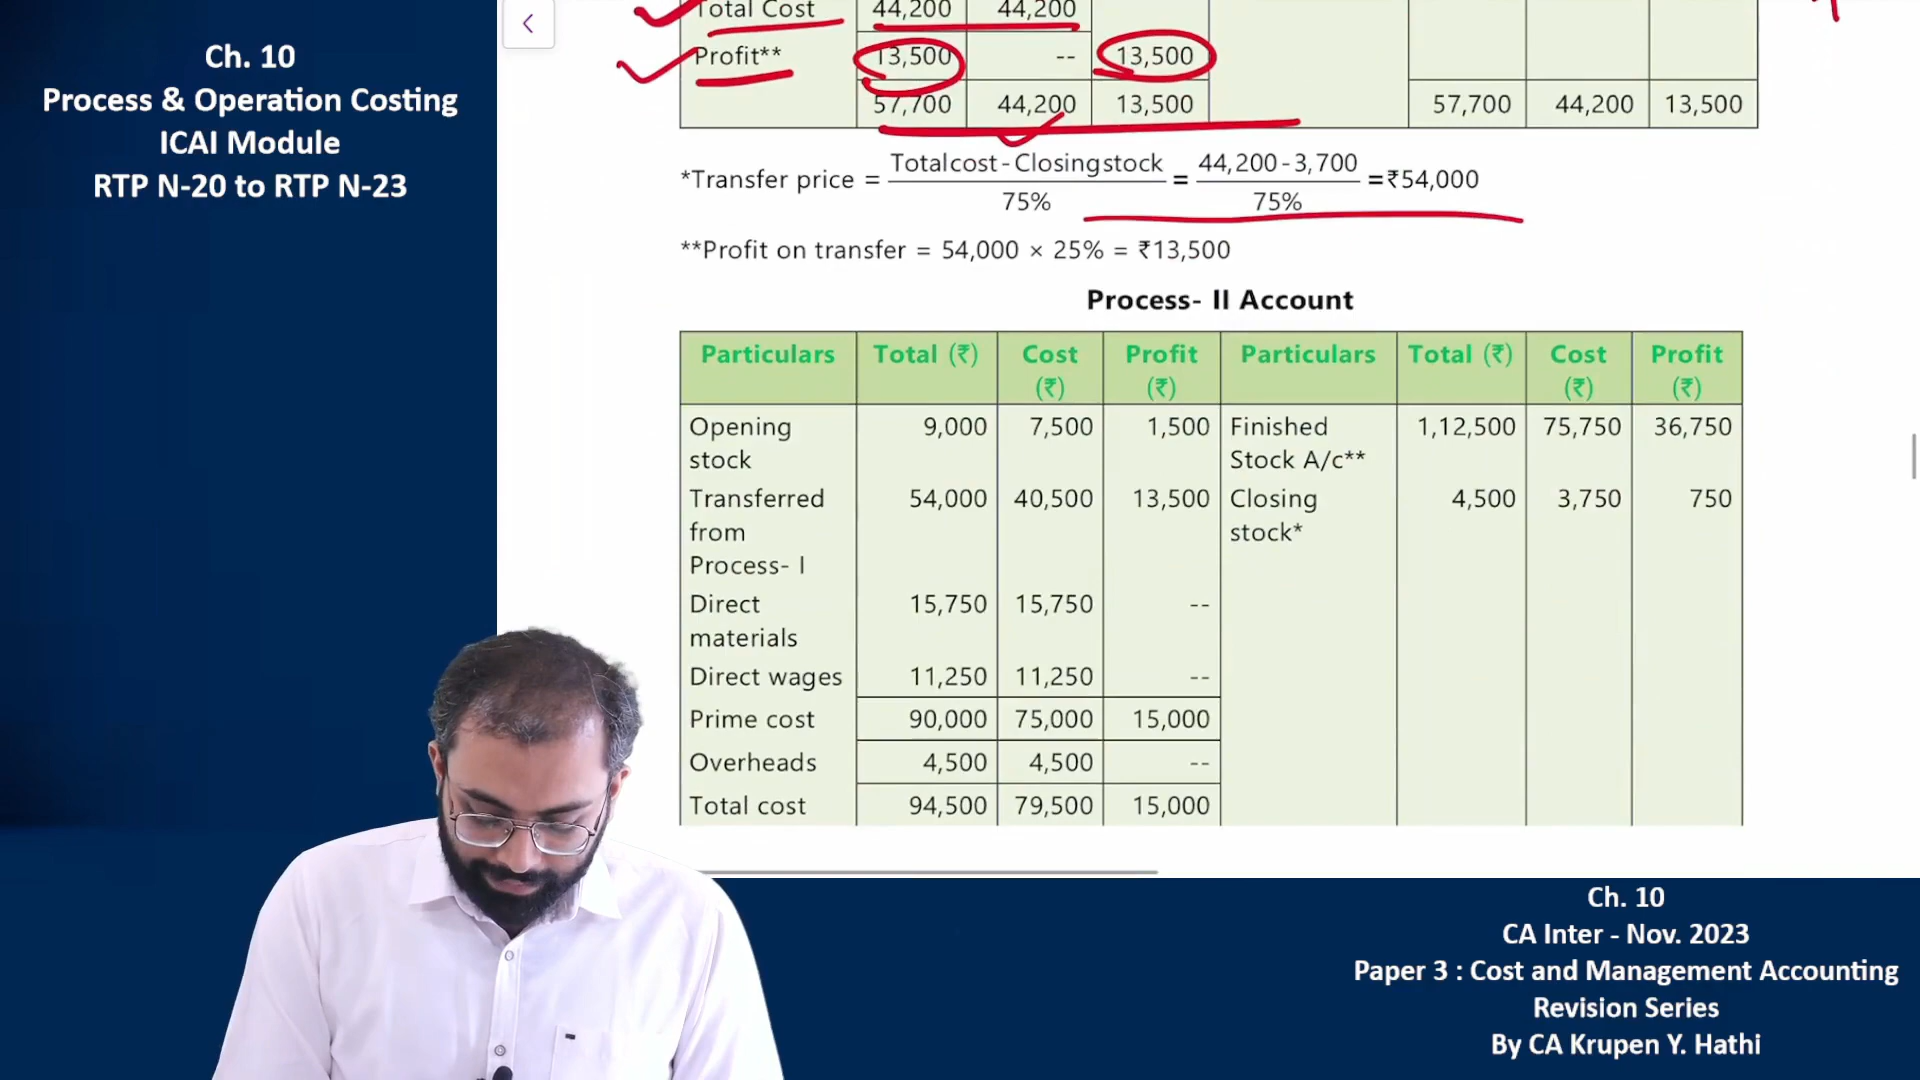 Ch. 10
Process & Operation Costing
ICAI Module
RTP N-20 to RTP N-23
Total Cost 44,200 44,200
Profit** 13,500 -- 13,500
57,700 44,200 13,500 57,700 44,200 13,500
*Transfer price = Totalcost - Closingstock / 75% = 44,200 - 3,700 / 75% = ₹54,000
**Profit on transfer = 54,000 × 25% = ₹13,500
Process- II Account
Particulars Total (₹) Cost (₹) Profit (₹) Particulars Total (₹) Cost (₹) Profit (₹)
Opening stock 9,000 7,500 1,500 Finished Stock A/c** 1,12,500 75,750 36,750
Transferred from Process- I 54,000 40,500 13,500 Closing stock* 4,500 3,750 750
Direct materials 15,750 15,750 --
Direct wages 11,250 11,250 --
Prime cost 90,000 75,000 15,000
Overheads 4,500 4,500 --
Total cost 94,500 79,500 15,000
Ch. 10
CA Inter - Nov. 2023
Paper 3 : Cost and Management Accounting
Revision Series
By CA Krupen Y. Hathi